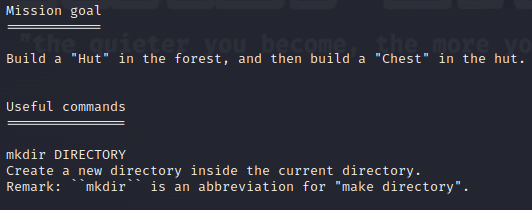 Mission goal
============
"the quieter you become, the more yo
Build a "Hut" in the forest, and then build a "Chest" in the hut.
Useful commands
===============
mkdir DIRECTORY
Create a new directory inside the current directory.
Remark: ``mkdir`` is an abbreviation for "make directory".